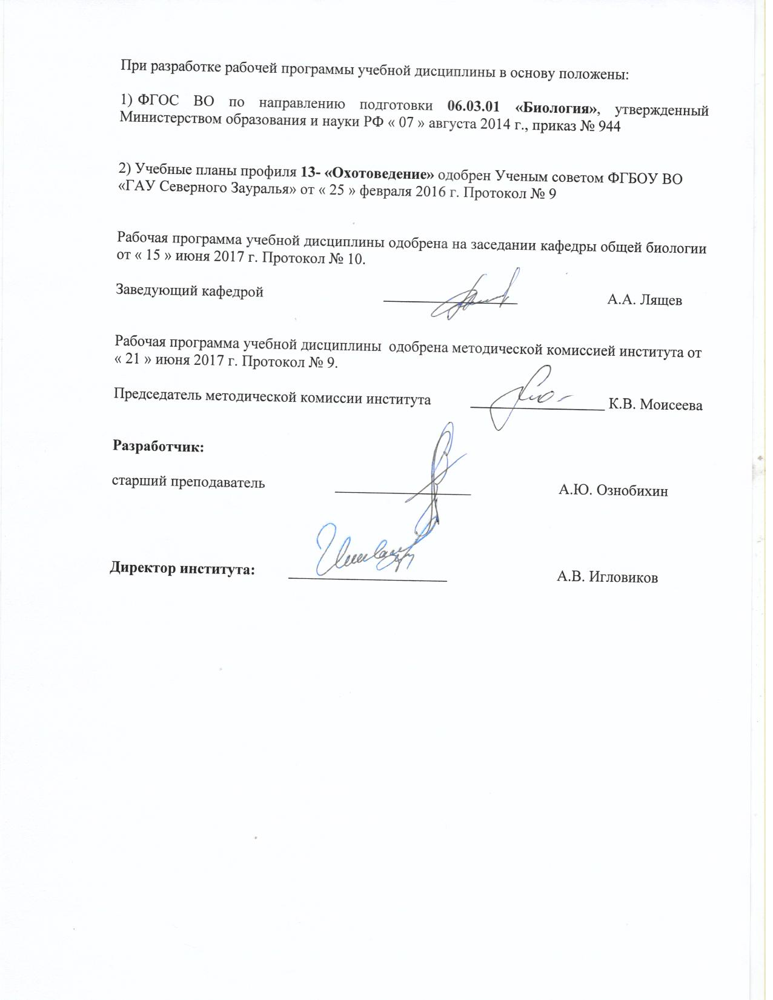 При разработке рабочей программы учебной дисциплины в основу положены:
1) ФГОС ВО по направлению подготовки 06.03.01 «Биология», утвержденный
Министерством образования и науки РФ « 07 » августа 2014 г., приказ № 944
2) Учебные планы профиля 13- «Охотоведение» одобрен Ученым советом ФГБОУ ВО
«ГАУ Северного Зауралья» от « 25 » февраля 2016 г. Протокол № 9
Рабочая программа учебной дисциплины одобрена на заседании кафедры общей биологии
от « 15 » июня 2017 г. Протокол № 10.
Заведующий кафедрой А.А. Лящев
Рабочая программа учебной дисциплины одобрена методической комиссией института от
« 21 » июня 2017 г. Протокол № 9.
Председатель методической комиссии института К.В. Моисеева
Разработчик:
старший преподаватель А.Ю. Ознобихин
Директор института: А.В. Игловиков